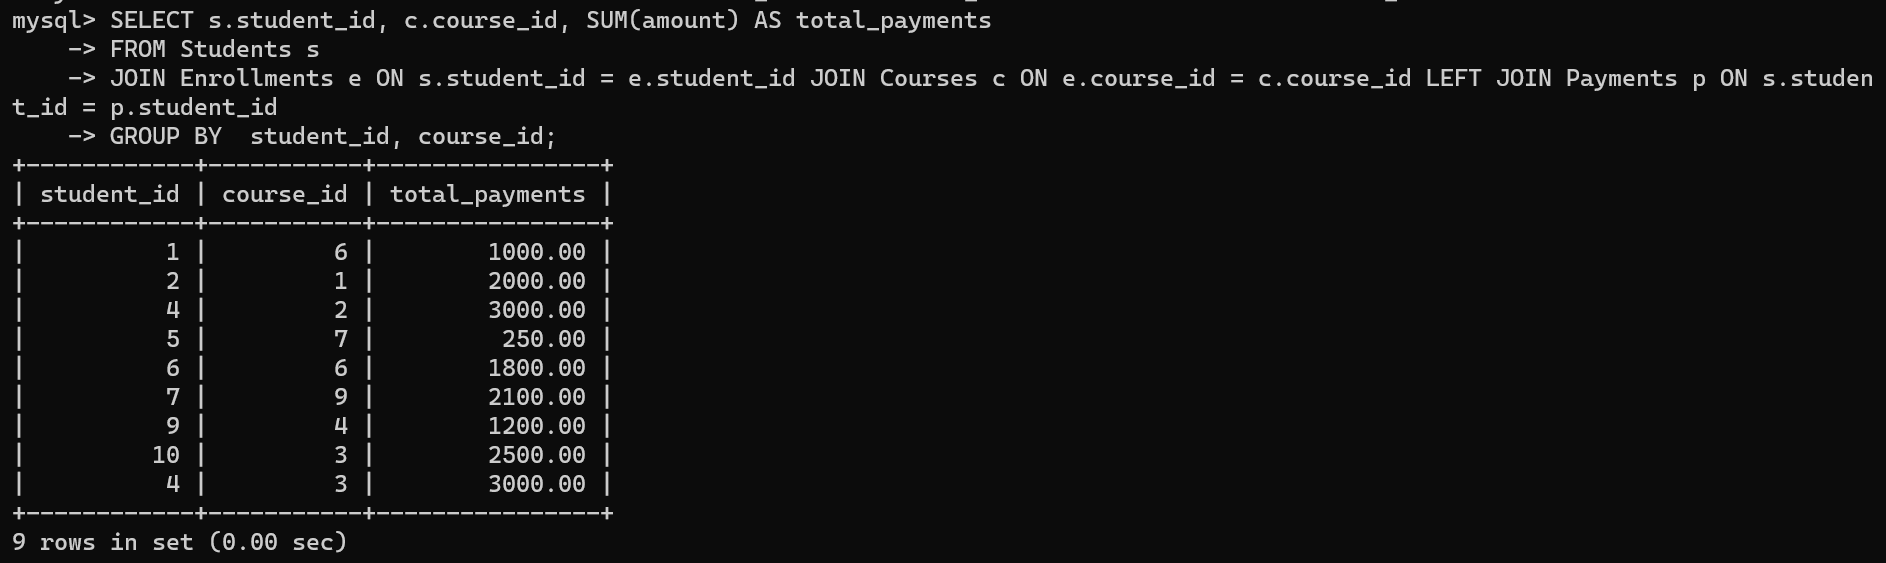 mysql> SELECT s.student_id, c.course_id, SUM(amount) AS total_payments
    -> FROM Students s
    -> JOIN Enrollments e ON s.student_id = e.student_id JOIN Courses c ON e.course_id = c.course_id LEFT JOIN Payments p ON s.studen
t_id = p.student_id
    -> GROUP BY  student_id, course_id;
+------------+-----------+----------------+
| student_id | course_id | total_payments |
+------------+-----------+----------------+
|          1 |         6 |        1000.00 |
|          2 |         1 |        2000.00 |
|          4 |         2 |        3000.00 |
|          5 |         7 |         250.00 |
|          6 |         6 |        1800.00 |
|          7 |         9 |        2100.00 |
|          9 |         4 |        1200.00 |
|         10 |         3 |        2500.00 |
|          4 |         3 |        3000.00 |
+------------+-----------+----------------+
9 rows in set (0.00 sec)